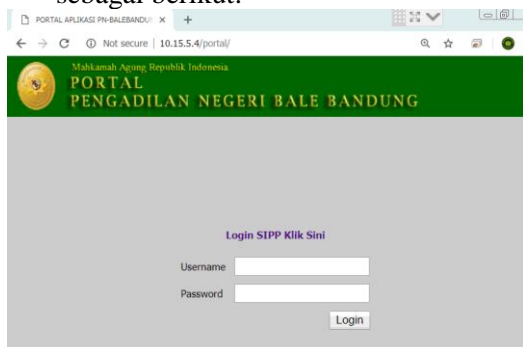 sebagai berikut.
PORTAL APLIKASI PN-BALEBANDU
Not secure | 10.15.5.4/portal/
Mahkamah Agung Republik Indonesia
PORTAL
PENGADILAN NEGERI BALE BANDUNG
Login SIPP Klik Sini
Username
Password
Login